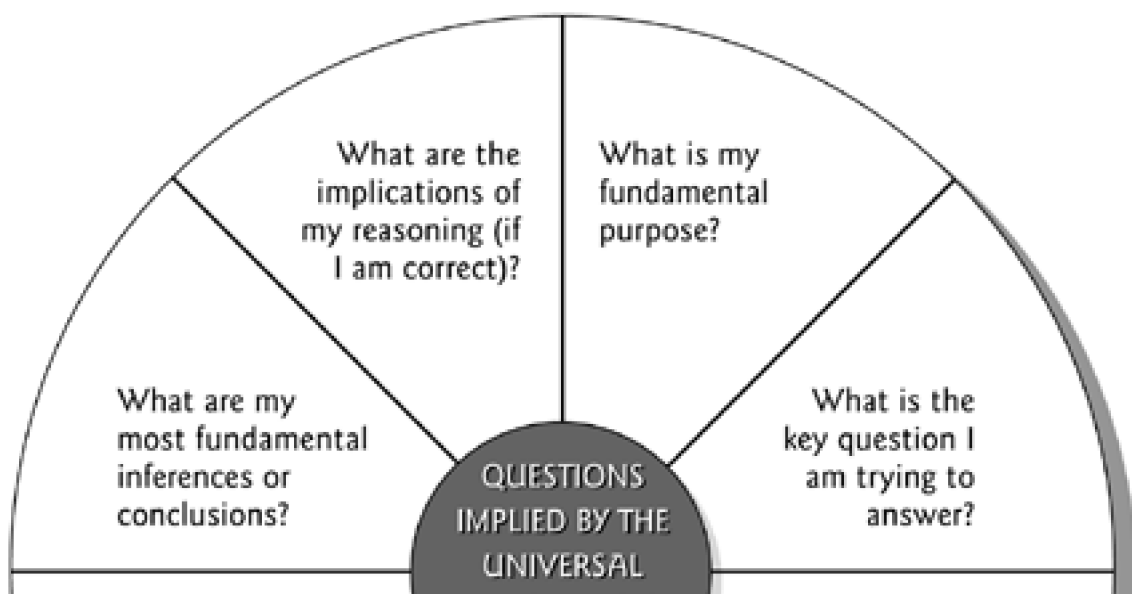 What are the
implications of
my reasoning (if
I am correct)?
What is my
fundamental
purpose?
What are my
most fundamental
inferences or
conclusions?
What is the
key question I
am trying to
answer?
QUESTIONS
IMPLIED BY THE
UNIVERSAL